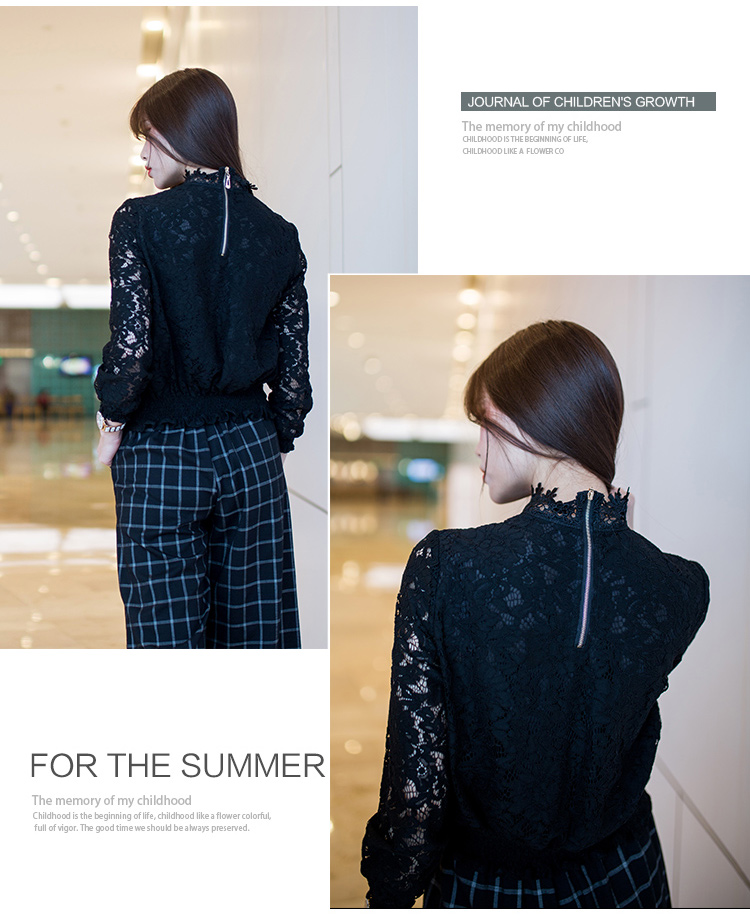 JOURNAL OF CHILDREN'S GROWTH
The memory of my childhood
CHILDHOOD IS THE BEGINNING OF LIFE,
CHILDHOOD LIKE A FLOWER CO
FOR THE SUMMER
The memory of my childhood
Childhood is the beginning of life, childhood like a flower colorful,
full of vigor. The good time we should be always preserved.